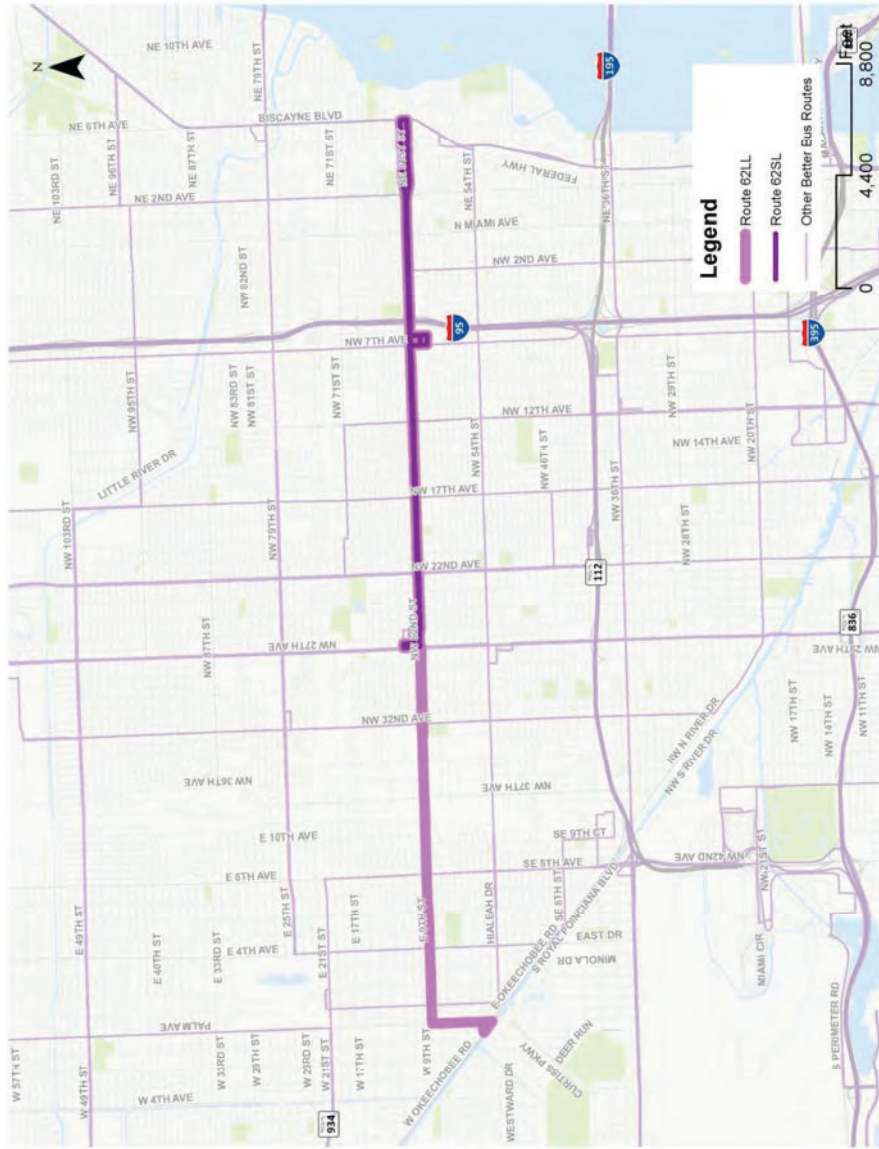 N
NE 10TH AVE
NE 6TH AVE
NE 103RD ST
NE 96TH ST
NE 87TH ST
NE 79TH ST
NE 71ST ST
BISCAYNE BLVD
NE 2ND AVE
NE 54TH ST
FEDERAL HWY
N MIAMI AVE
NE 36TH ST
195
NW 2ND AVE
NW 82ND ST
NW 7TH AVE
95
395
NW 95TH ST
NW 83RD ST
NW 81ST ST
NW 71ST ST
NW 12TH AVE
NW 14TH AVE
NW 29TH ST
NW 20TH ST
LITTLE RIVER DR
NW 54TH ST
NW 46TH ST
NW 17TH AVE
NW 36TH ST
NW 103RD ST
NW 79TH ST
NW 22ND AVE
NW 28TH ST
112
NW 62ND ST
NW 27TH AVE
836
NW 32ND AVE
NW N RIVER DR
NW S RIVER DR
NW 17TH ST
NW 14TH ST
NW 11TH ST
NW 36TH AVE
NW 37TH AVE
E 10TH AVE
SE 9TH CT
E 8TH AVE
SE 8TH AVE
NW 42ND AVE
NW 21ST ST
E 49TH ST
E 40TH ST
E 33RD ST
E 25TH ST
E 21ST ST
E 17TH ST
E 9TH ST
E 4TH AVE
HIALEAH DR
SE 8TH ST
EAST DR
MINOLA DR
E OKEECHOBEE RD
S ROYAL POINCIANA BLVD
MIAMI CIR
S PERIMETER RD
PALM AVE
W 57TH ST
W 49TH ST
W 33RD ST
W 29TH ST
W 23RD ST
W 21ST ST
W 17TH ST
W 9TH ST
W 4TH AVE
W OKEECHOBEE RD
DEER RUN
CURTISS PKWY
WESTWARD DR
934
Legend
Route 62LL
Route 62SL
Other Better Bus Routes
0 4,400 8,800
Feet